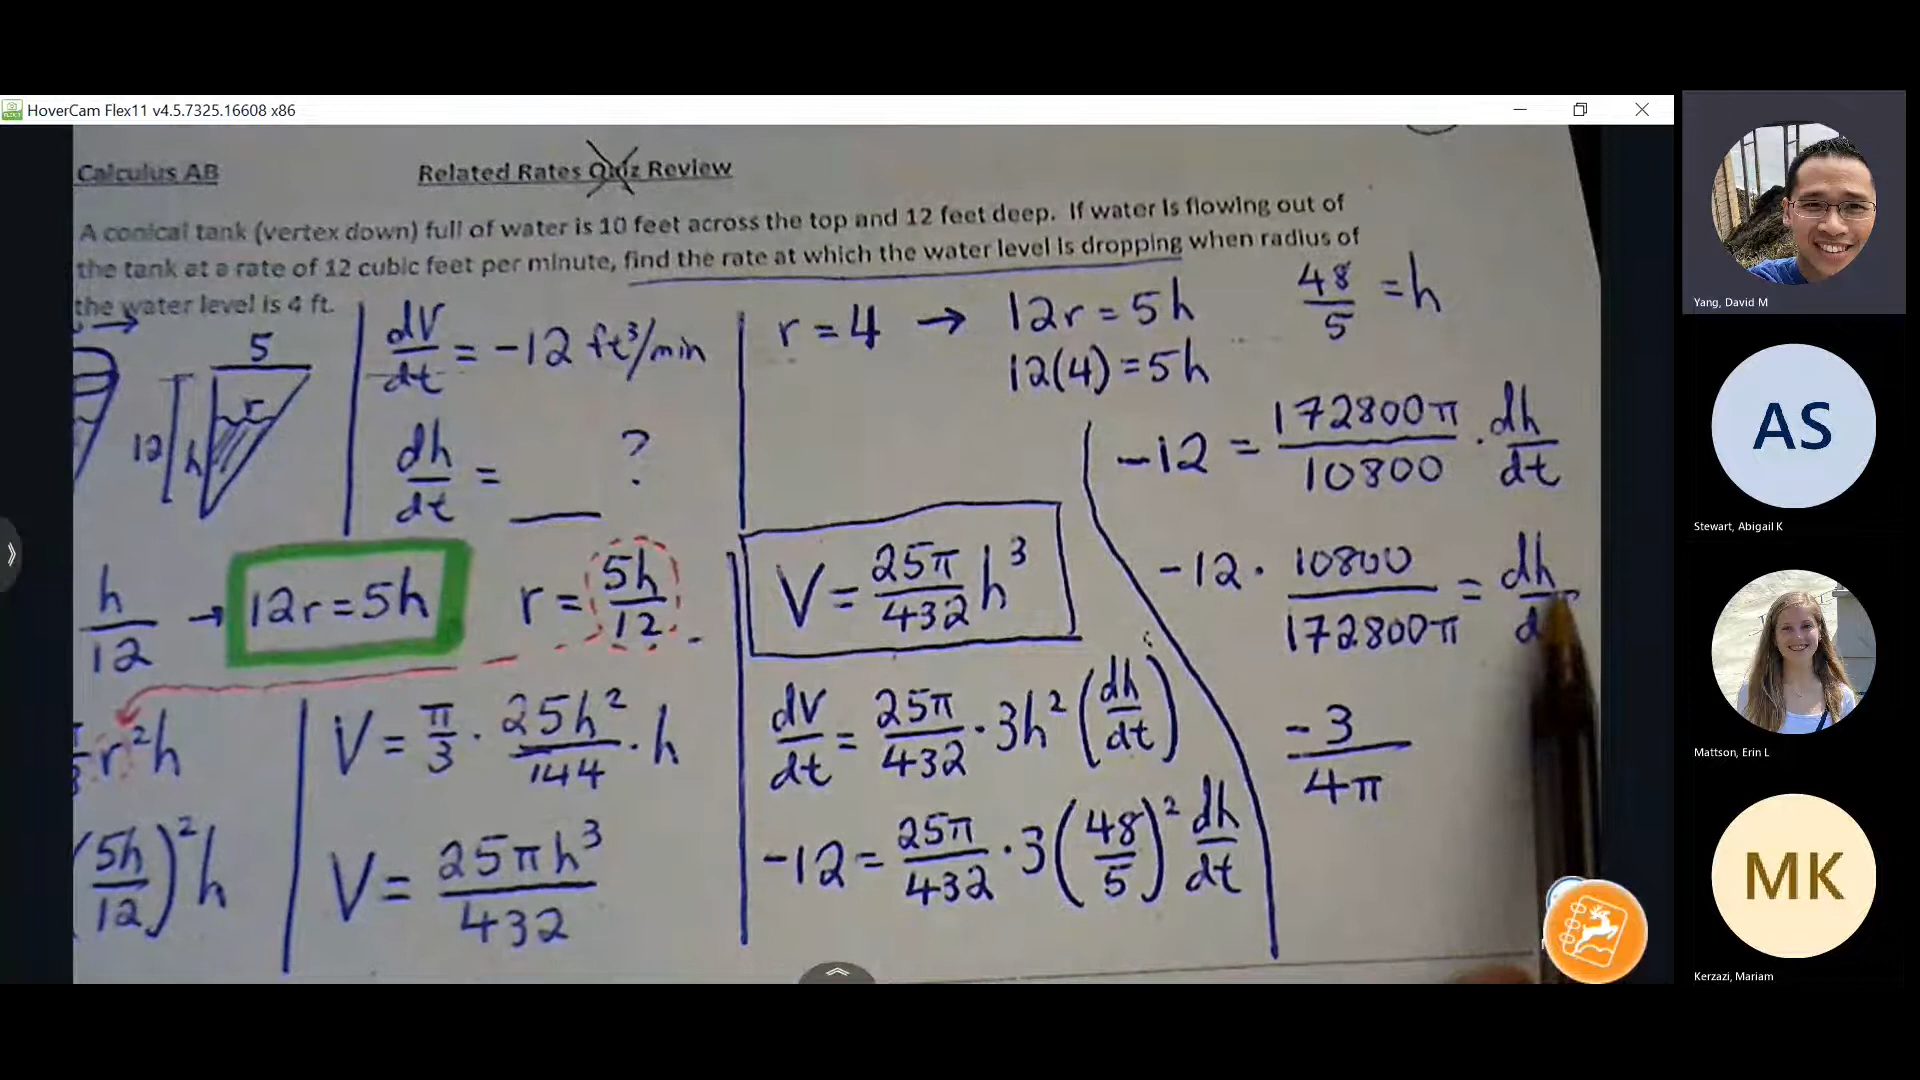 HoverCam Flex11 v4.5.7325.16608 x86
Calculus AB
Related Rates Quiz Review
A conical tank (vertex down) full of water is 10 feet across the top and 12 feet deep. If water is flowing out of
the tank at a rate of 12 cubic feet per minute, find the rate at which the water level is dropping when radius of
the water level is 4 ft.
5
r
12
h
dV/dt = -12 ft³/min
dh/dt = ___ ?
r = 4 → 12r = 5h
12(4) = 5h
48/5 = h
h/12 → 12r = 5h
r = 5h/12
r²h
(5h/12)²h
V = π/3 · 25h²/144 · h
V = 25πh³/432
V = 25π/432 h³
dV/dt = 25π/432 · 3h² (dh/dt)
-12 = 25π/432 · 3(48/5)² dh/dt
-12 = 172800π/10800 · dh/dt
-12 · 10800/172800π = dh/d
-3/4π
Yang, David M
AS
Stewart, Abigail K
Mattson, Erin L
MK
Kerzazi, Mariam